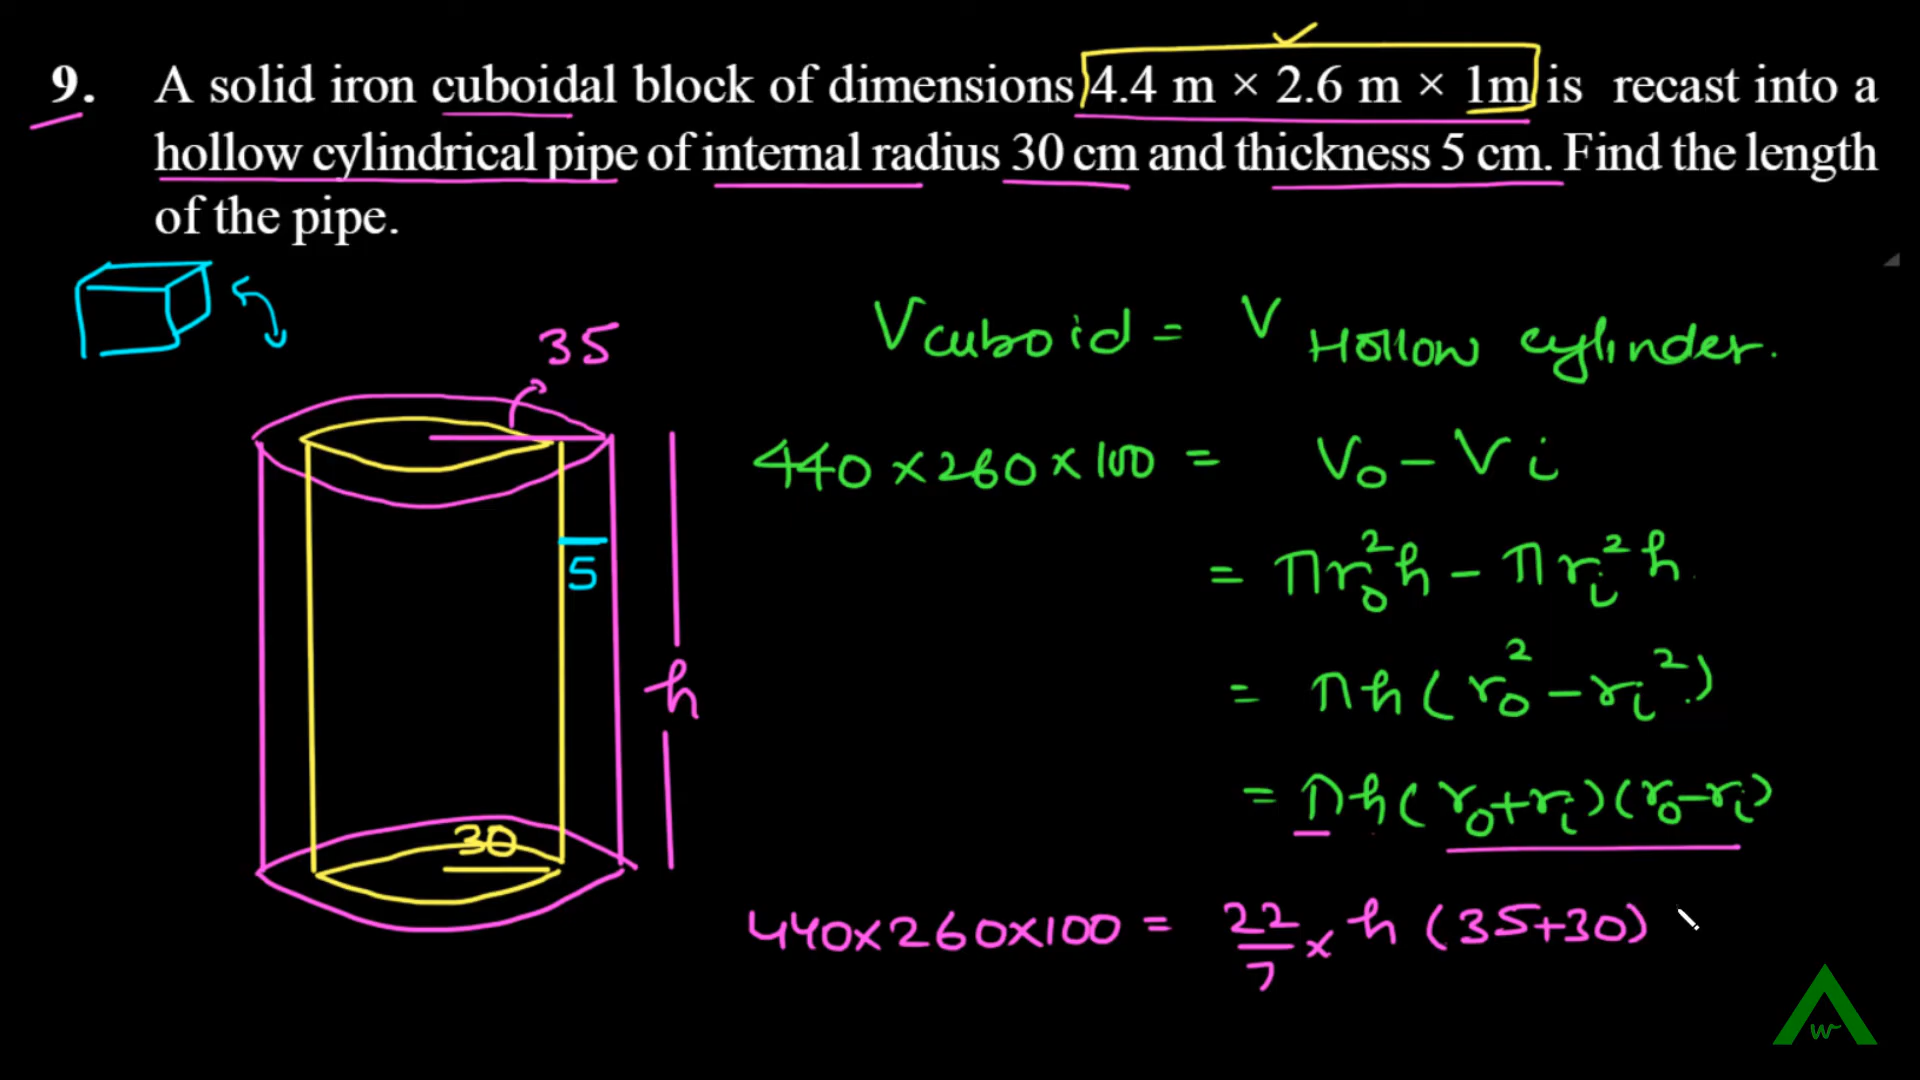 9. A solid iron cuboidal block of dimensions 4.4 m × 2.6 m × 1m is recast into a
hollow cylindrical pipe of internal radius 30 cm and thickness 5 cm. Find the length
of the pipe.
V cuboid = V Hollow cylinder.
35
440 × 260 × 100 = V₀ - Vᵢ
5
= πr₀²h - πrᵢ²h
h
= πh(r₀² - rᵢ²)
= πh(r₀+rᵢ)(r₀-rᵢ)
30
440×260×100 = 22/7 × h (35+30)
w